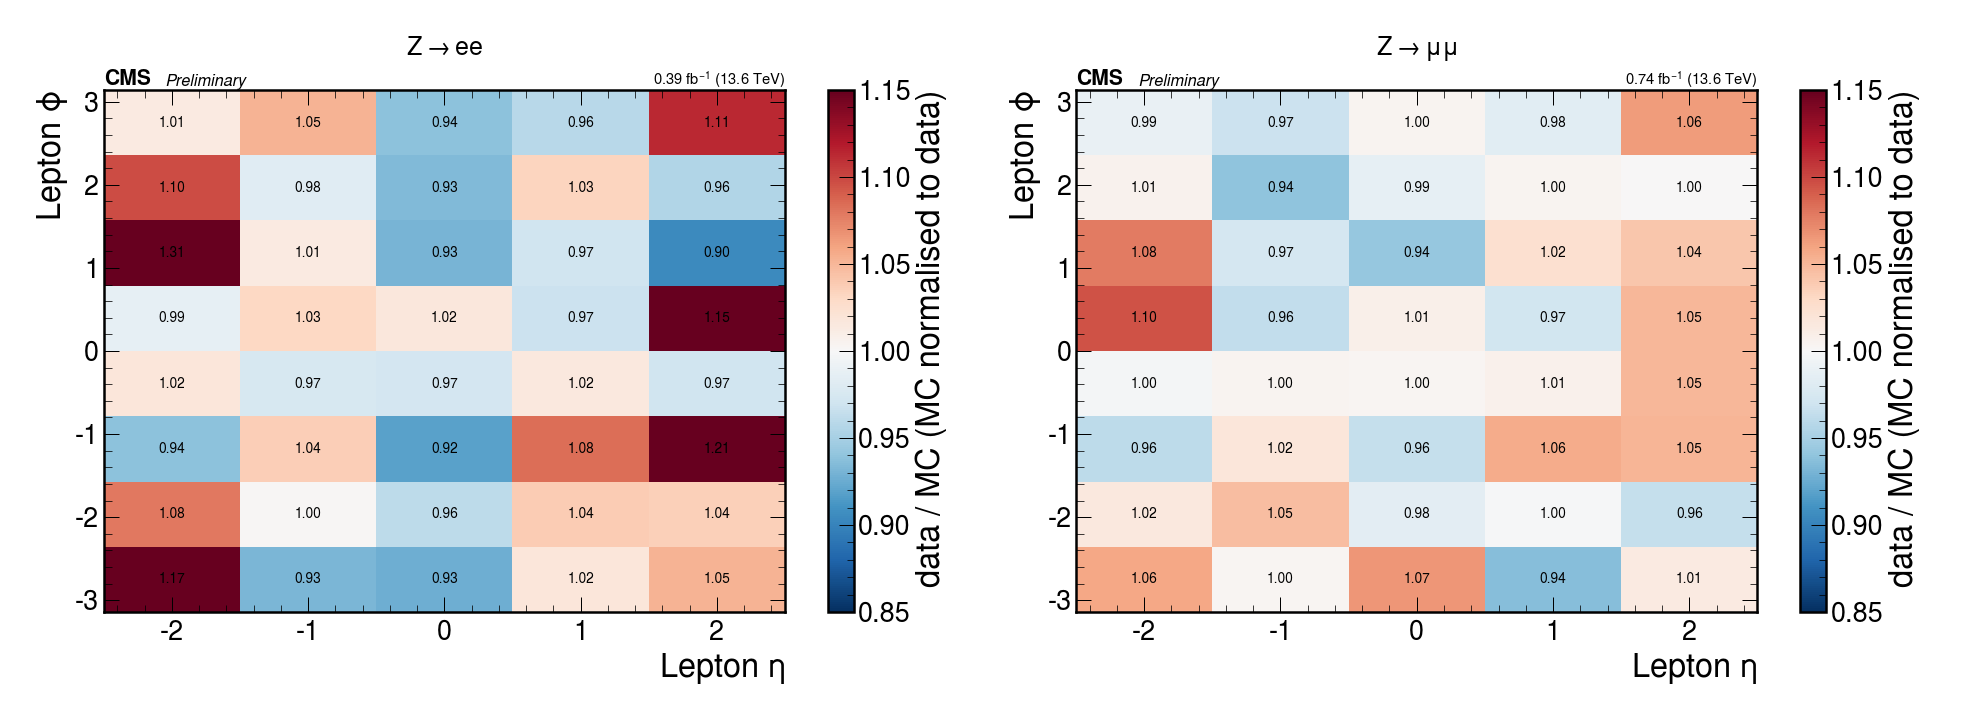 Z → ee
CMS Preliminary 0.39 fb⁻¹ (13.6 TeV)
Lepton ϕ
3
2
1
0
-1
-2
-3
1.01 1.05 0.94 0.96 1.11
1.10 0.98 0.93 1.03 0.96
1.31 1.01 0.93 0.97 0.90
0.99 1.03 1.02 0.97 1.15
1.02 0.97 0.97 1.02 0.97
0.94 1.04 0.92 1.08 1.21
1.08 1.00 0.96 1.04 1.04
1.17 0.93 0.93 1.02 1.05
-2 -1 0 1 2
Lepton η
1.15
1.10
1.05
1.00
0.95
0.90
0.85
data / MC (MC normalised to data)
Z → μμ
CMS Preliminary 0.74 fb⁻¹ (13.6 TeV)
Lepton ϕ
3
2
1
0
-1
-2
-3
0.99 0.97 1.00 0.98 1.06
1.01 0.94 0.99 1.00 1.00
1.08 0.97 0.94 1.02 1.04
1.10 0.96 1.01 0.97 1.05
1.00 1.00 1.00 1.01 1.05
0.96 1.02 0.96 1.06 1.05
1.02 1.05 0.98 1.00 0.96
1.06 1.00 1.07 0.94 1.01
-2 -1 0 1 2
Lepton η
1.15
1.10
1.05
1.00
0.95
0.90
0.85
data / MC (MC normalised to data)